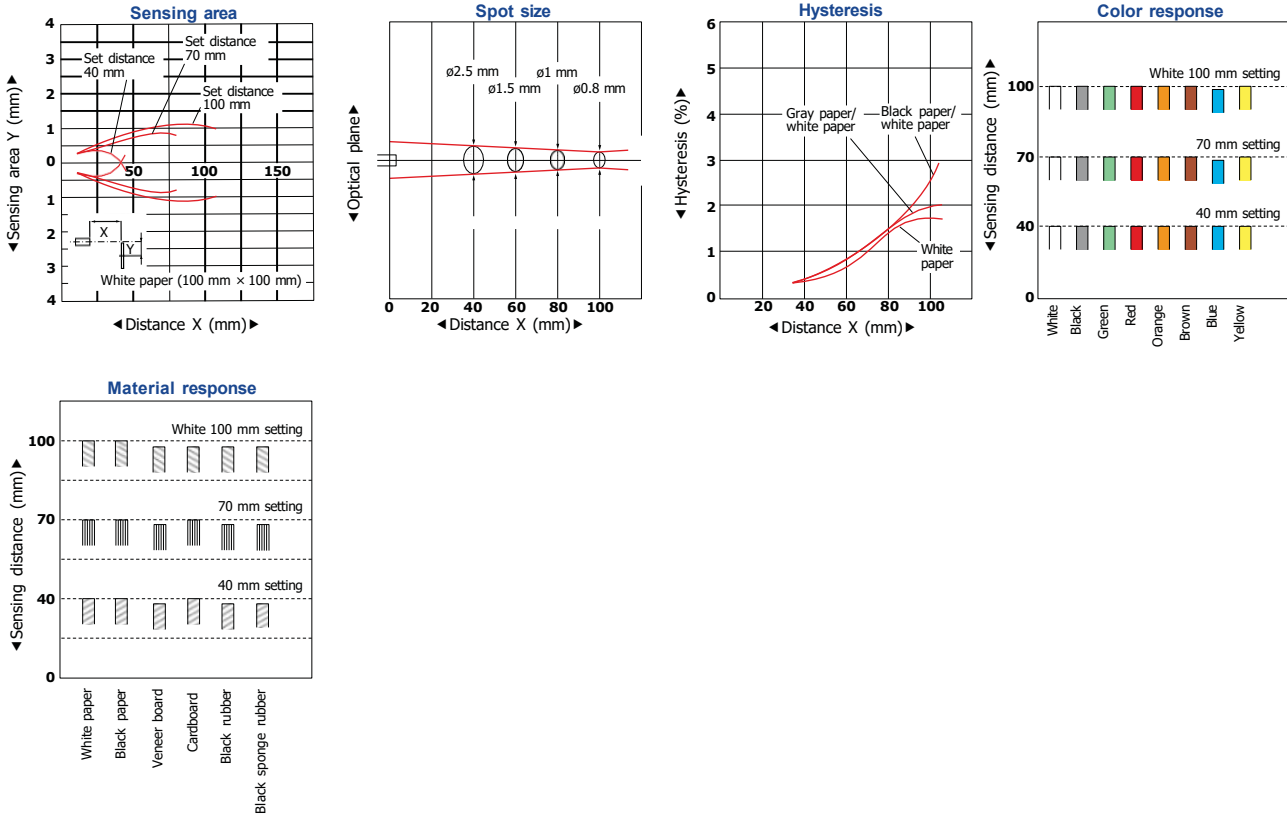 Sensing area
4
3
2
1
0
1
2
3
4
◄Sensing area Y (mm)►
Set distance
40 mm
Set distance
70 mm
Set distance
100 mm
50 100 150
X
Y
White paper (100 mm × 100 mm)
◄Distance X (mm)►
Spot size
◄Optical plane►
ø2.5 mm
ø1.5 mm
ø1 mm
ø0.8 mm
0 20 40 60 80 100
◄Distance X (mm)►
Hysteresis
6
5
4
3
2
1
0
◄Hysteresis (%)►
Gray paper/
white paper
Black paper/
white paper
White
paper
20 40 60 80 100
◄Distance X (mm)►
Color response
◄Sensing distance (mm)►
100
70
40
0
White 100 mm setting
70 mm setting
40 mm setting
White
Black
Green
Red
Orange
Brown
Blue
Yellow
Material response
◄Sensing distance (mm)►
100
70
40
0
White 100 mm setting
70 mm setting
40 mm setting
White paper
Black paper
Veneer board
Cardboard
Black rubber
Black sponge rubber